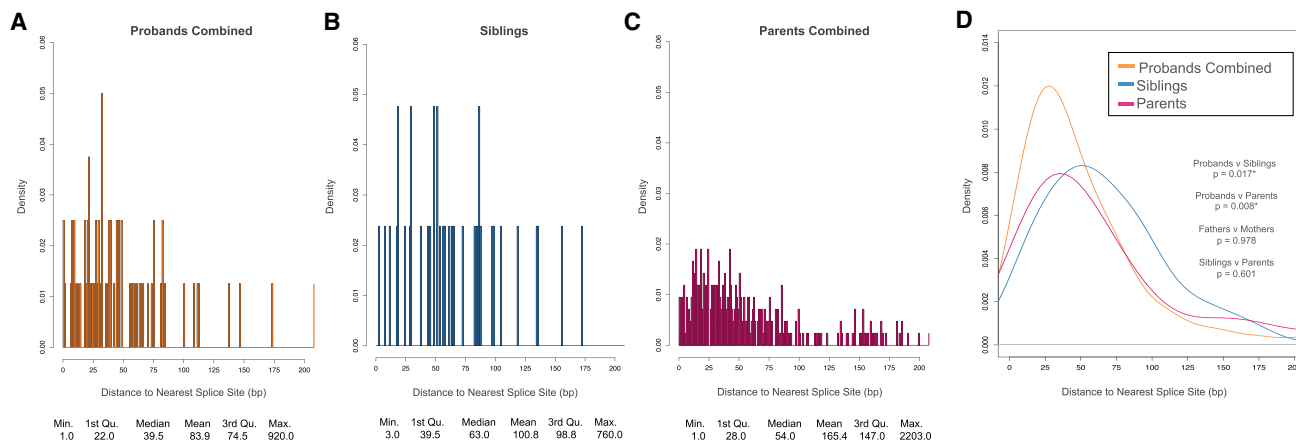 A
Probands Combined
0.06
0.05
0.04
0.03
0.02
0.01
0.00
Density
0 25 50 75 100 125 150 175 200
Distance to Nearest Splice Site (bp)
Min. 1st Qu. Median Mean 3rd Qu. Max.
1.0 22.0 39.5 83.9 74.5 920.0
B
Siblings
0.06
0.05
0.04
0.03
0.02
0.01
0.00
Density
0 25 50 75 100 125 150 175 200
Distance to Nearest Splice Site (bp)
Min. 1st Qu. Median Mean 3rd Qu. Max.
3.0 39.5 63.0 100.8 98.8 760.0
C
Parents Combined
0.06
0.05
0.04
0.03
0.02
0.01
0.00
Density
0 25 50 75 100 125 150 175 200
Distance to Nearest Splice Site (bp)
Min. 1st Qu. Median Mean 3rd Qu. Max.
1.0 28.0 54.0 165.4 147.0 2203.0
D
0.014
0.012
0.010
0.008
0.006
0.004
0.002
0.000
Density
Probands Combined
Siblings
Parents
Probands v Siblings
p = 0.017*
Probands v Parents
p = 0.008*
Fathers v Mothers
p = 0.978
Siblings v Parents
p = 0.601
0 25 50 75 100 125 150 175
Distance to Nearest Splice Site (bp)